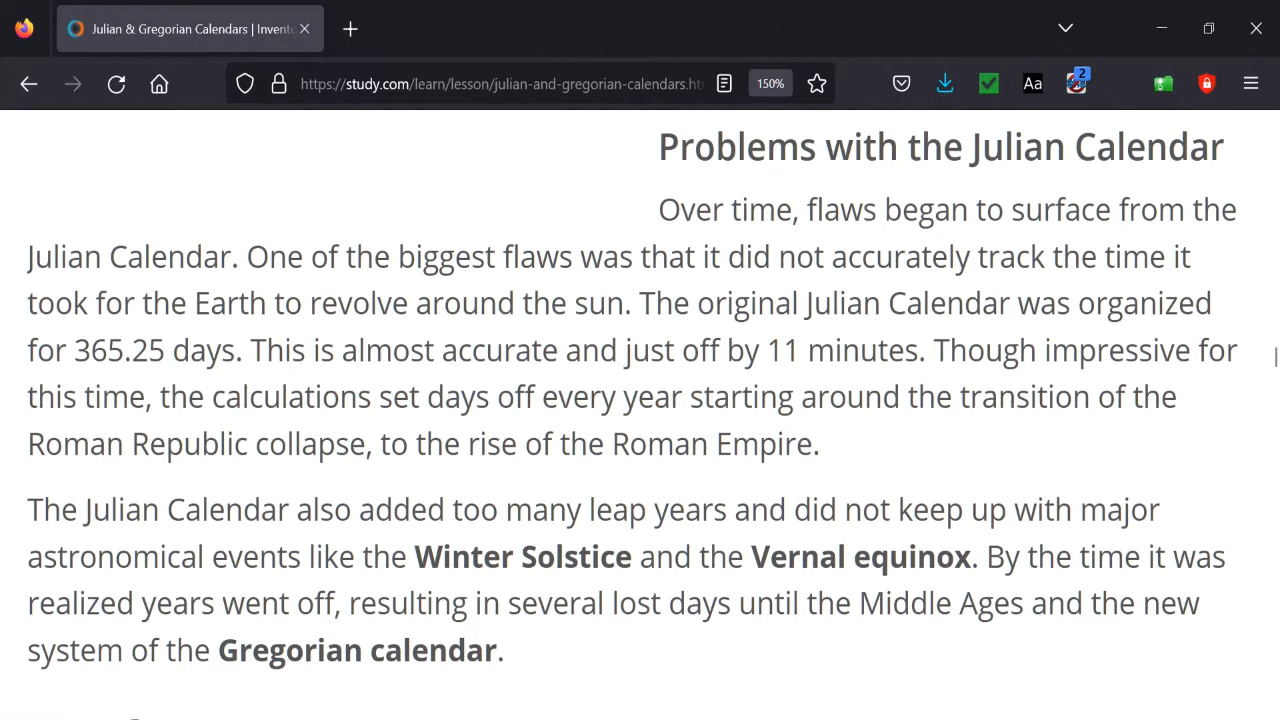 Julian & Gregorian Calendars | Invento
https://study.com/learn/lesson/julian-and-gregorian-calendars.ht
150%
Aa
2
Problems with the Julian Calendar
Over time, flaws began to surface from the
Julian Calendar. One of the biggest flaws was that it did not accurately track the time it
took for the Earth to revolve around the sun. The original Julian Calendar was organized
for 365.25 days. This is almost accurate and just off by 11 minutes. Though impressive for
this time, the calculations set days off every year starting around the transition of the
Roman Republic collapse, to the rise of the Roman Empire.
The Julian Calendar also added too many leap years and did not keep up with major
astronomical events like the Winter Solstice and the Vernal equinox. By the time it was
realized years went off, resulting in several lost days until the Middle Ages and the new
system of the Gregorian calendar.